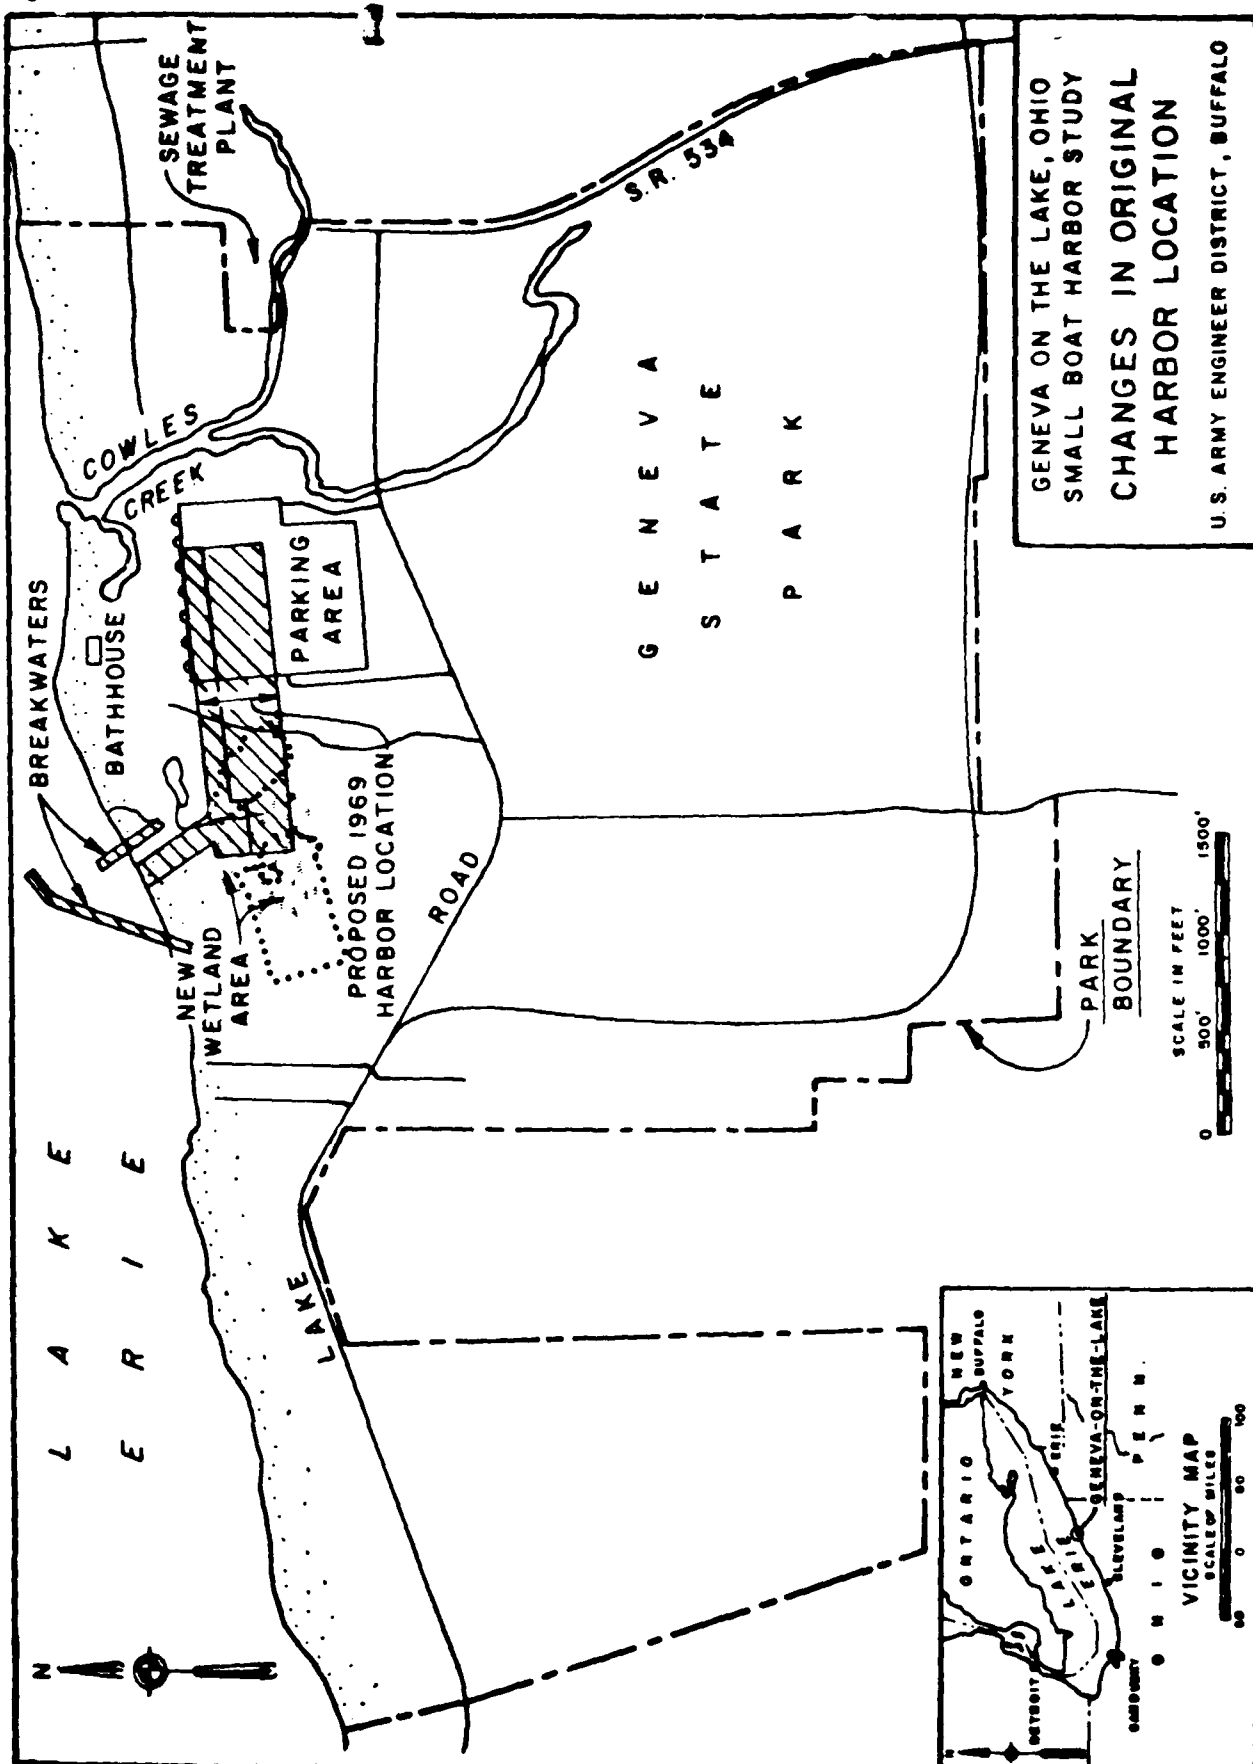 N
LAKE
ERIE
BREAKWATERS
BATHHOUSE
COWLES
CREEK
SEWAGE
TREATMENT
PLANT
NEW
WETLAND
AREA
PARKING
AREA
PROPOSED 1969
HARBOR LOCATION
LAKE
ROAD
S.R. 534
GENEVA
STATE
PARK
PARK
BOUNDARY
SCALE IN FEET
0 500' 1000' 1500'
GENEVA ON THE LAKE, OHIO
SMALL BOAT HARBOR STUDY
CHANGES IN ORIGINAL
HARBOR LOCATION
U.S. ARMY ENGINEER DISTRICT, BUFFALO
N
ONTARIO
NEW
YORK
BUFFALO
LAKE
ERIE
ERIE
GENEVA-ON-THE-LAKE
PENN.
CLEVELAND
DETROIT
SANDUSKY
OHIO
VICINITY MAP
SCALE OF MILES
0 100